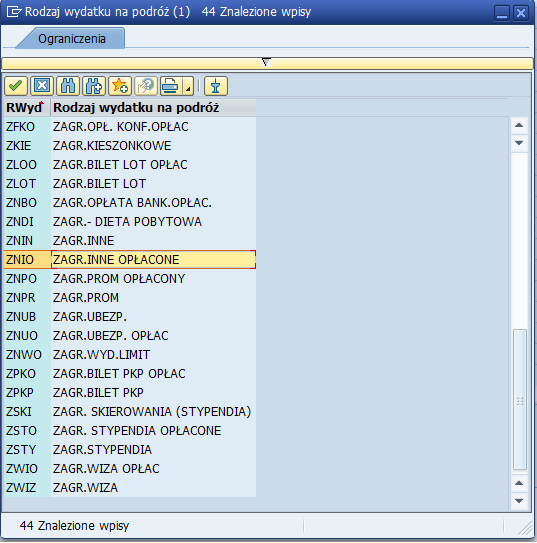 Rodzaj wydatku na podróż (1) 44 Znalezione wpisy
Ograniczenia
RWyd Rodzaj wydatku na podróż
ZFKO ZAGR.OPŁ. KONF.OPŁAC
ZKIE ZAGR.KIESZONKOWE
ZLOO ZAGR.BILET LOT OPŁAC
ZLOT ZAGR.BILET LOT
ZNBO ZAGR.OPŁATA BANK.OPŁAC.
ZNDI ZAGR.- DIETA POBYTOWA
ZNIN ZAGR.INNE
ZNIO ZAGR.INNE OPŁACONE
ZNPO ZAGR.PROM OPŁACONY
ZNPR ZAGR.PROM
ZNUB ZAGR.UBEZP.
ZNUO ZAGR.UBEZP. OPŁAC
ZNWO ZAGR.WYD.LIMIT
ZPKO ZAGR.BILET PKP OPŁAC
ZPKP ZAGR.BILET PKP
ZSKI ZAGR. SKIEROWANIA (STYPENDIA)
ZSTO ZAGR. STYPENDIA OPŁACONE
ZSTY ZAGR.STYPENDIA
ZWIO ZAGR.WIZA OPŁAC
ZWIZ ZAGR.WIZA
44 Znalezione wpisy